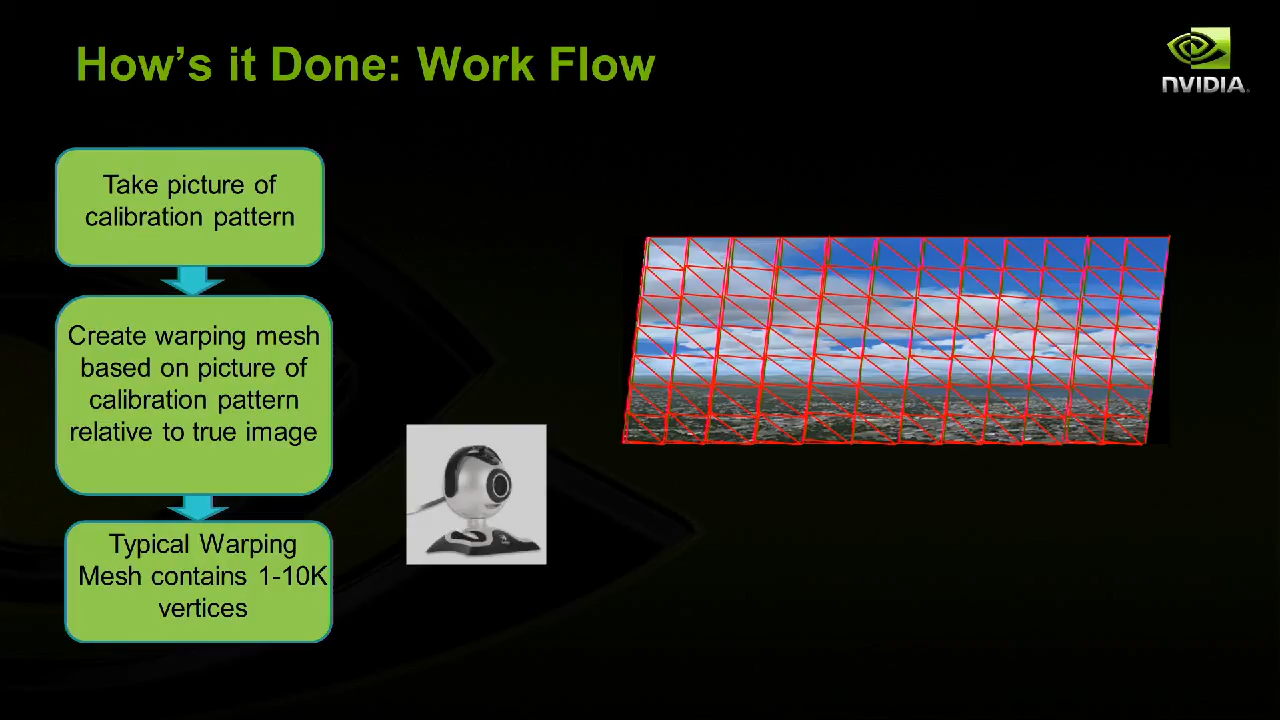 How's it Done: Work Flow
NVIDIA
Take picture of
calibration pattern
Create warping mesh
based on picture of
calibration pattern
relative to true image
Typical Warping
Mesh contains 1-10K
vertices